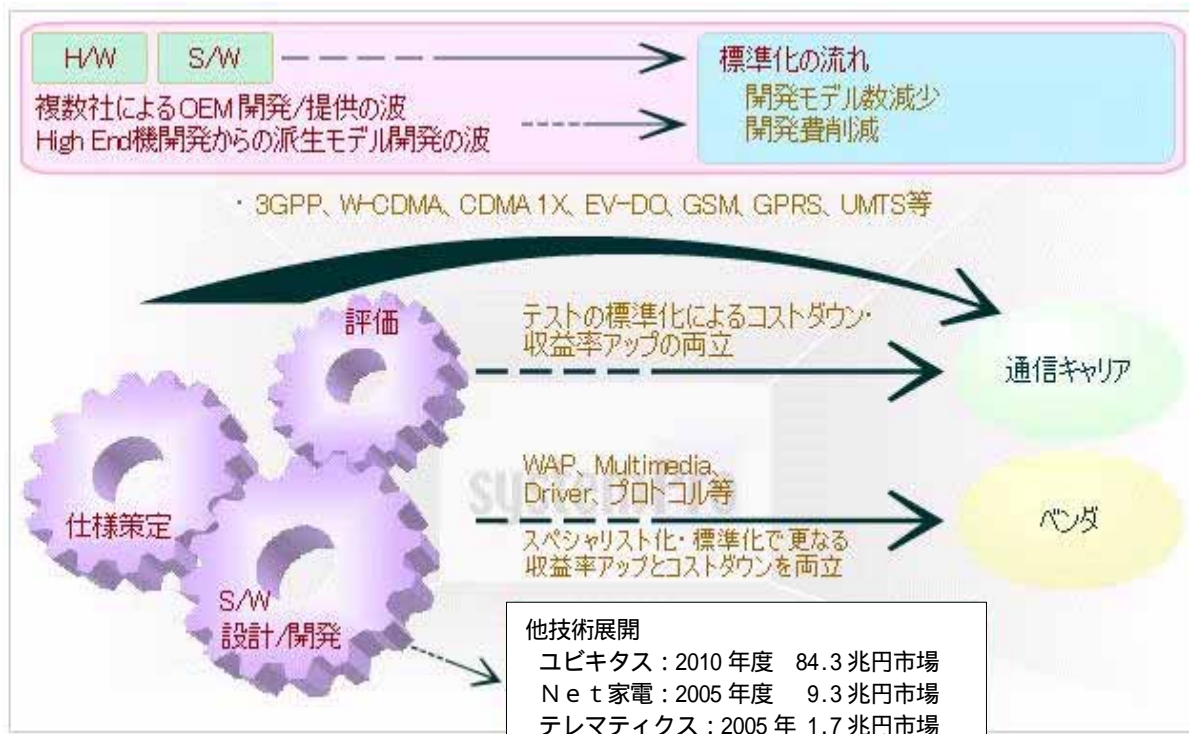 H/W
S/W
標準化の流れ
開発モデル数減少
開発費削減
複数社によるOEM開発/提供の波
High End機開発からの派生モデル開発の波
・3GPP、W-CDMA、CDMA 1X、EV-DO、GSM、GPRS、UMTS等
評価
テストの標準化によるコストダウン・
収益率アップの両立
通信キャリア
仕様策定
WAP、Multimedia、
Driver、プロトコル等
スペシャリスト化・標準化で更なる
収益率アップとコストダウンを両立
ベンダ
S/W
設計/開発
他技術展開
ユビキタス：2010年度 84.3兆円市場
Ｎｅｔ家電：2005年度 9.3兆円市場
テレマティクス：2005年 1.7兆円市場